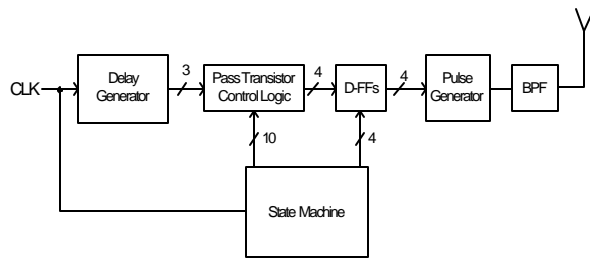 CLK
Delay
Generator
3
Pass Transistor
Control Logic
4
D-FFs
4
Pulse
Generator
BPF
10
4
State Machine